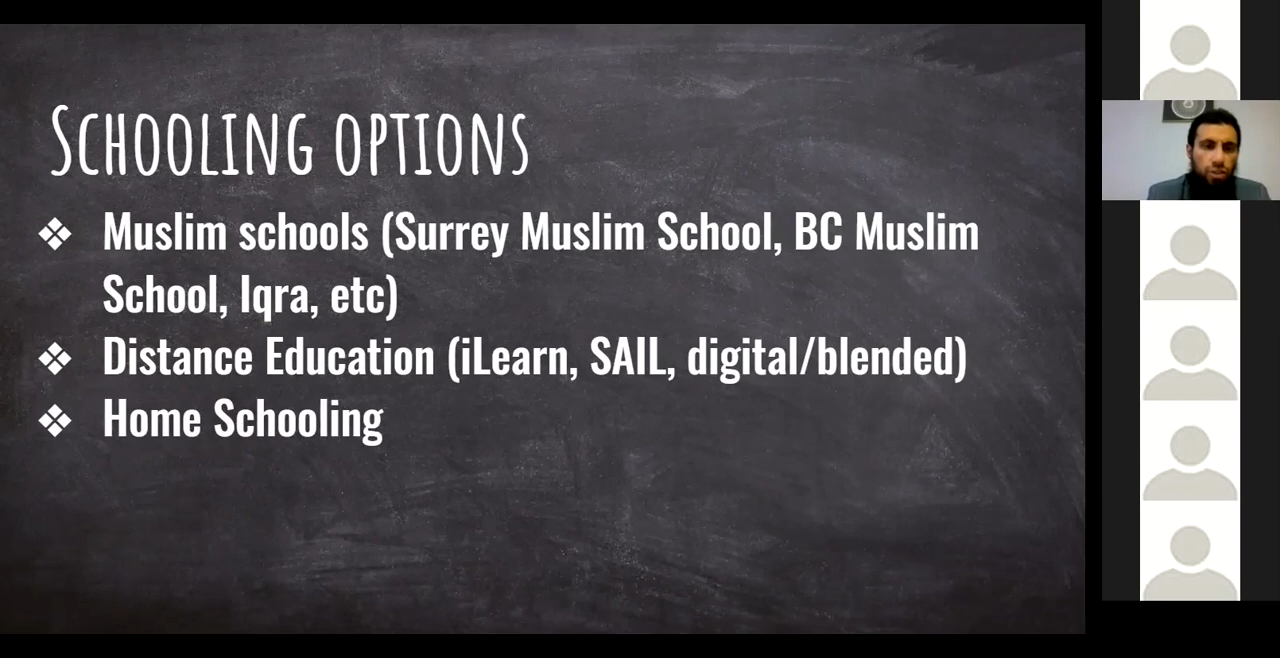 Schooling options
❖ Muslim schools (Surrey Muslim School, BC Muslim
School, Iqra, etc)
❖ Distance Education (iLearn, SAIL, digital/blended)
❖ Home Schooling